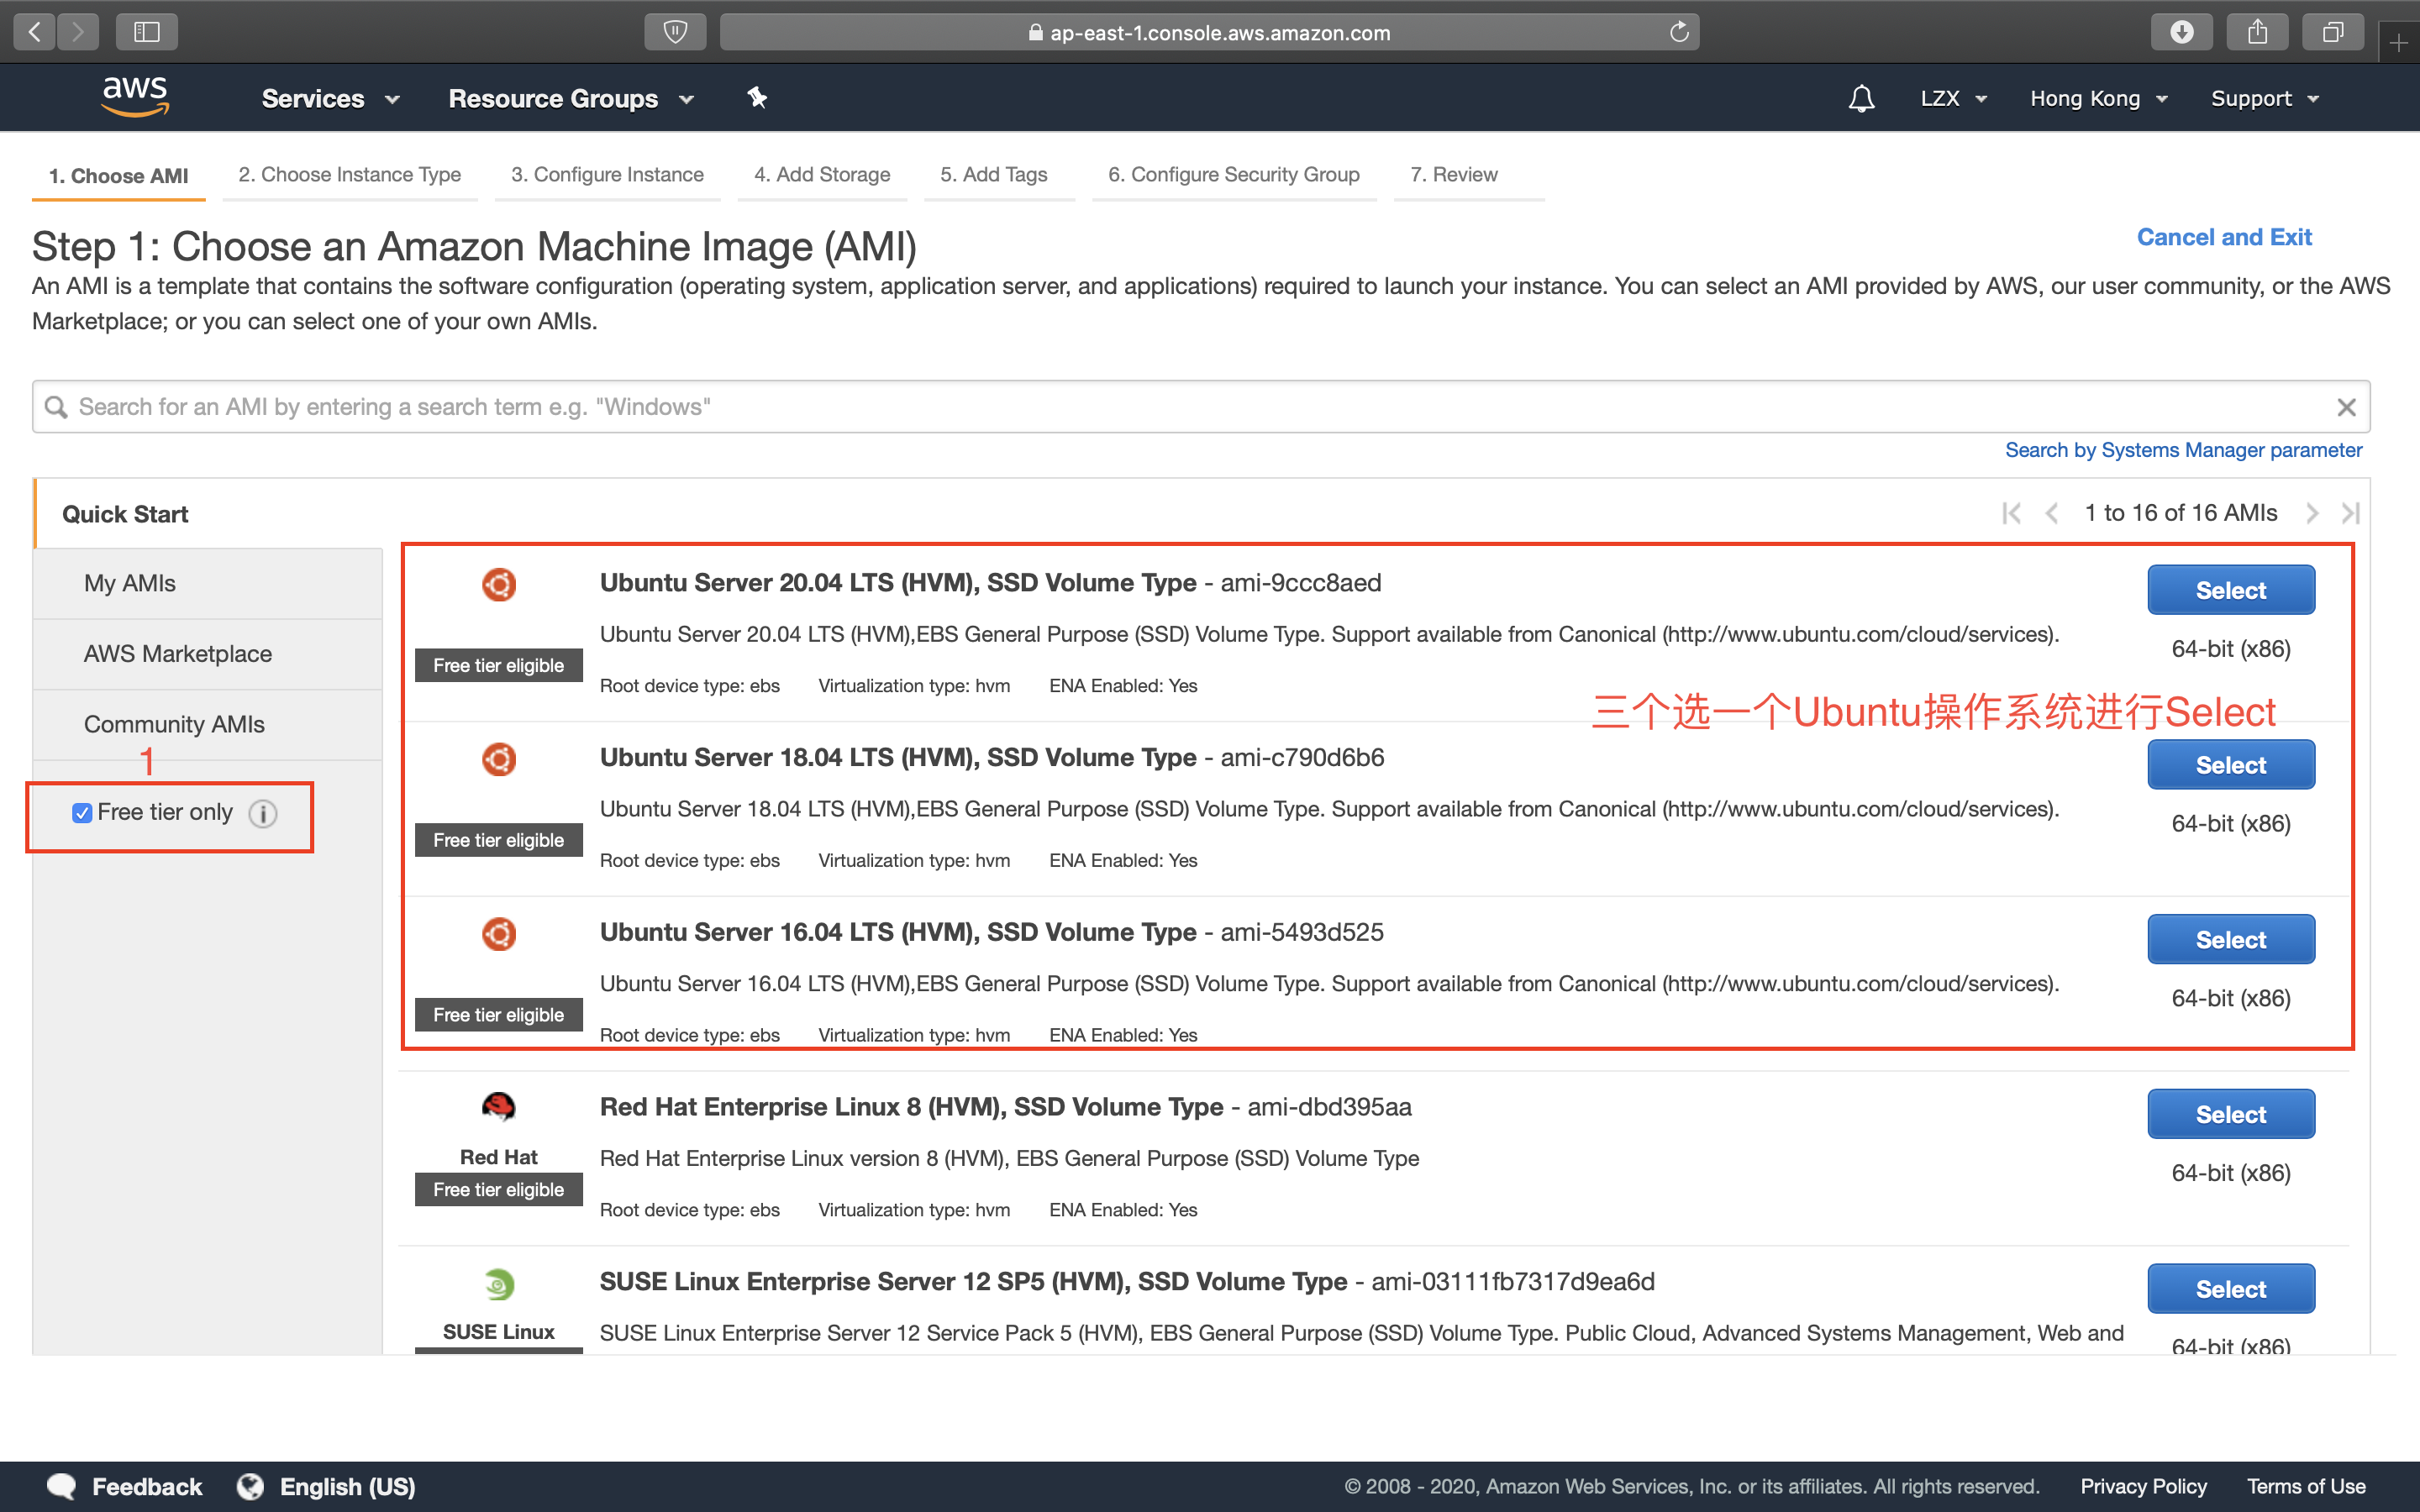 ap-east-1.console.aws.amazon.com
aws
Services
Resource Groups
LZX
Hong Kong
Support
1. Choose AMI
2. Choose Instance Type
3. Configure Instance
4. Add Storage
5. Add Tags
6. Configure Security Group
7. Review
Step 1: Choose an Amazon Machine Image (AMI)
Cancel and Exit
An AMI is a template that contains the software configuration (operating system, application server, and applications) required to launch your instance. You can select an AMI provided by AWS, our user community, or the AWS
Marketplace; or you can select one of your own AMIs.
Search for an AMI by entering a search term e.g. "Windows"
Search by Systems Manager parameter
Quick Start
1 to 16 of 16 AMIs
My AMIs
AWS Marketplace
Community AMIs
1
Free tier only
Ubuntu Server 20.04 LTS (HVM), SSD Volume Type - ami-9ccc8aed
Select
Ubuntu Server 20.04 LTS (HVM),EBS General Purpose (SSD) Volume Type. Support available from Canonical (http://www.ubuntu.com/cloud/services).
64-bit (x86)
Free tier eligible
Root device type: ebs
Virtualization type: hvm
ENA Enabled: Yes
三个选一个Ubuntu操作系统进行Select
Ubuntu Server 18.04 LTS (HVM), SSD Volume Type - ami-c790d6b6
Select
Ubuntu Server 18.04 LTS (HVM),EBS General Purpose (SSD) Volume Type. Support available from Canonical (http://www.ubuntu.com/cloud/services).
64-bit (x86)
Free tier eligible
Root device type: ebs
Virtualization type: hvm
ENA Enabled: Yes
Ubuntu Server 16.04 LTS (HVM), SSD Volume Type - ami-5493d525
Select
Ubuntu Server 16.04 LTS (HVM),EBS General Purpose (SSD) Volume Type. Support available from Canonical (http://www.ubuntu.com/cloud/services).
64-bit (x86)
Free tier eligible
Root device type: ebs
Virtualization type: hvm
ENA Enabled: Yes
Red Hat Enterprise Linux 8 (HVM), SSD Volume Type - ami-dbd395aa
Select
Red Hat
Red Hat Enterprise Linux version 8 (HVM), EBS General Purpose (SSD) Volume Type
64-bit (x86)
Free tier eligible
Root device type: ebs
Virtualization type: hvm
ENA Enabled: Yes
SUSE Linux Enterprise Server 12 SP5 (HVM), SSD Volume Type - ami-03111fb7317d9ea6d
Select
SUSE Linux
SUSE Linux Enterprise Server 12 Service Pack 5 (HVM), EBS General Purpose (SSD) Volume Type. Public Cloud, Advanced Systems Management, Web and
64-bit (x86)
Feedback
English (US)
© 2008 - 2020, Amazon Web Services, Inc. or its affiliates. All rights reserved.
Privacy Policy
Terms of Use